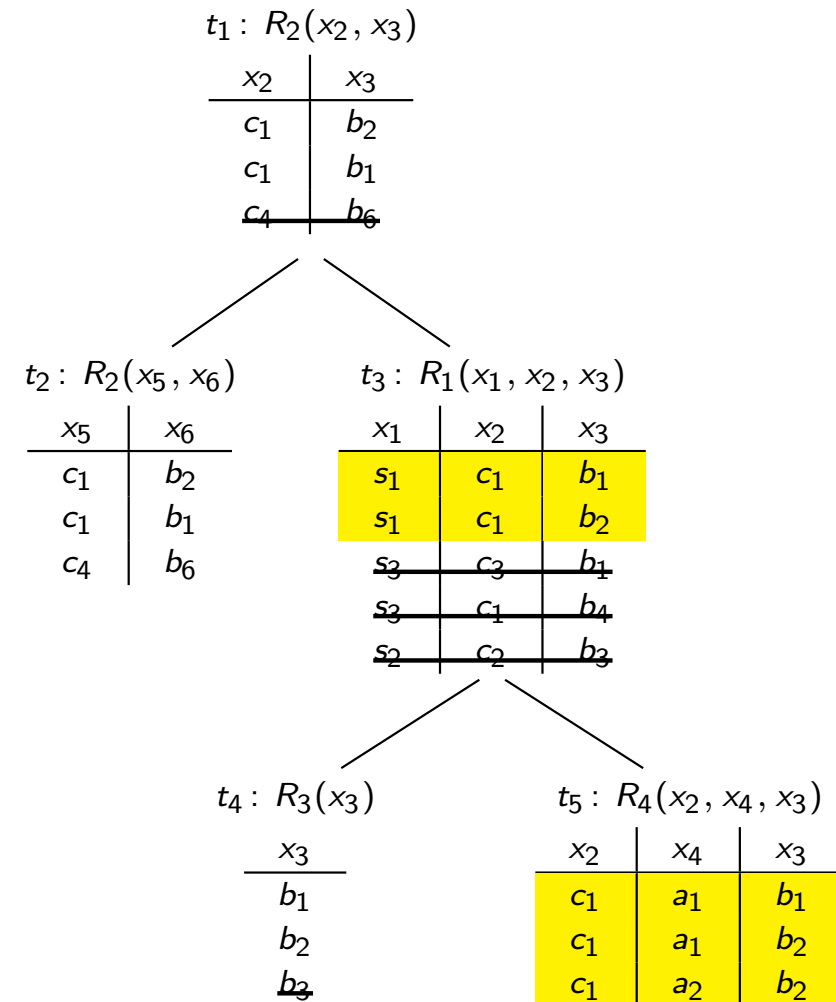 t₁ : R₂(x₂, x₃)
x₂ x₃
c₁ b₂
c₁ b₁
c₄ b₆
t₂ : R₂(x₅, x₆) t₃ : R₁(x₁, x₂, x₃)
x₅ x₆ x₁ x₂ x₃
c₁ b₂ s₁ c₁ b₁
c₁ b₁ s₁ c₁ b₂
c₄ b₆ s₃ c₃ b₁
s₃ c₁ b₄
s₂ c₂ b₃
t₄ : R₃(x₃) t₅ : R₄(x₂, x₄, x₃)
x₃ x₂ x₄ x₃
b₁ c₁ a₁ b₁
b₂ c₁ a₁ b₂
b₃ c₁ a₂ b₂